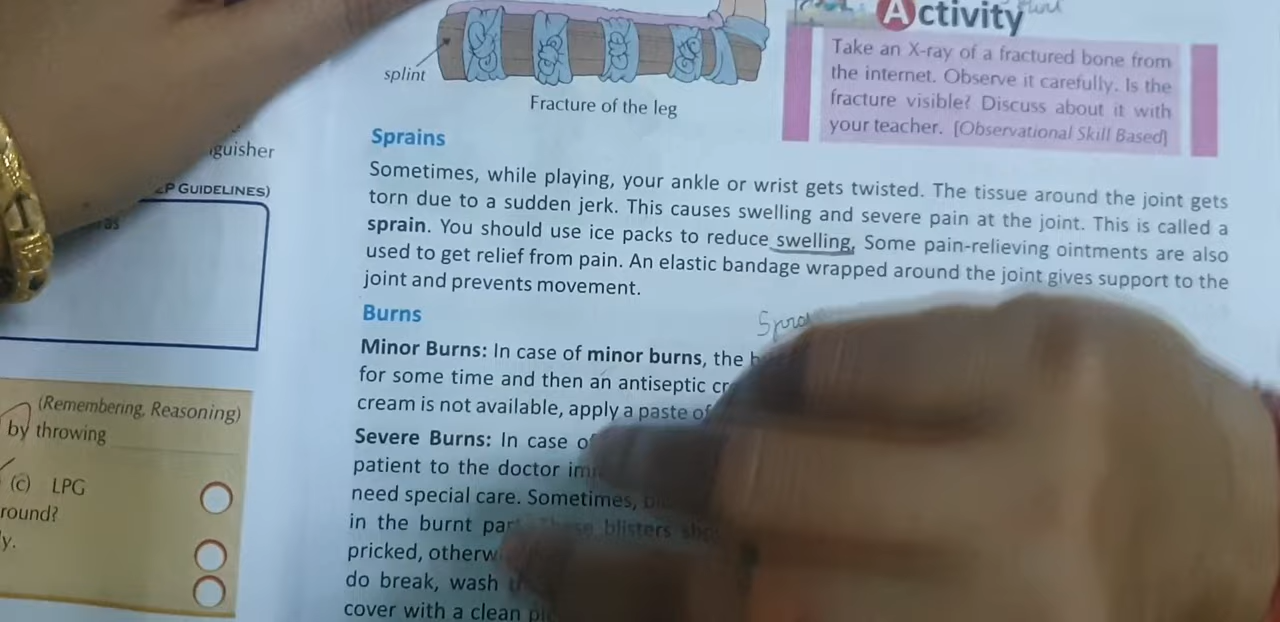 guisher
P GUIDELINES)
(Remembering, Reasoning)
by throwing
(c) LPG
round?
y.
splint
Fracture of the leg
Activity
Take an X-ray of a fractured bone from
the internet. Observe it carefully. Is the
fracture visible? Discuss about it with
your teacher. [Observational Skill Based]
Sprains
Sometimes, while playing, your ankle or wrist gets twisted. The tissue around the joint gets
torn due to a sudden jerk. This causes swelling and severe pain at the joint. This is called a
sprain. You should use ice packs to reduce swelling. Some pain-relieving ointments are also
used to get relief from pain. An elastic bandage wrapped around the joint gives support to the
joint and prevents movement.
Burns
Minor Burns: In case of minor burns, the
for some time and then an antiseptic
cream is not available, apply a paste of
Severe Burns: In case of
patient to the doctor
need special care. Sometimes,
in the burnt part. These blisters
pricked,
do break, wash
cover with a clean